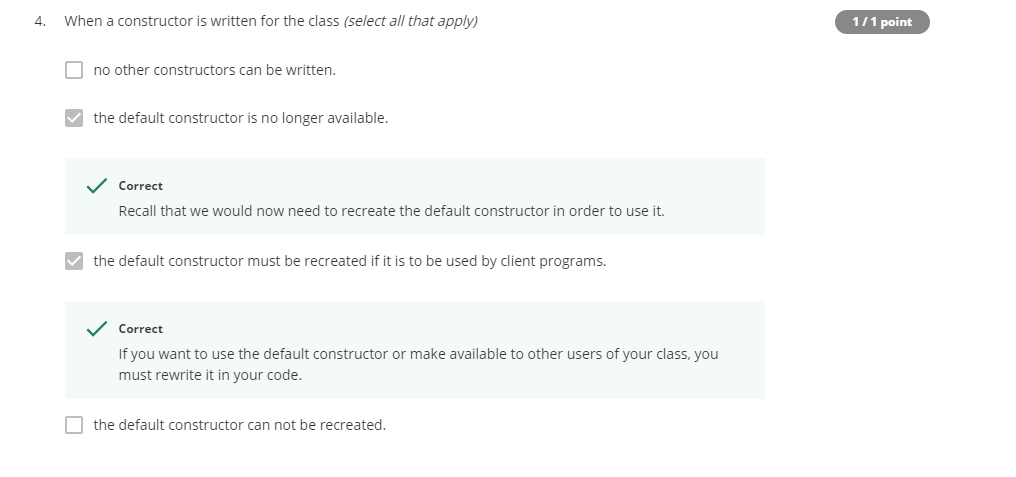 4. When a constructor is written for the class (select all that apply)
1 / 1 point
no other constructors can be written.
the default constructor is no longer available.
Correct
Recall that we would now need to recreate the default constructor in order to use it.
the default constructor must be recreated if it is to be used by client programs.
Correct
If you want to use the default constructor or make available to other users of your class, you
must rewrite it in your code.
the default constructor can not be recreated.